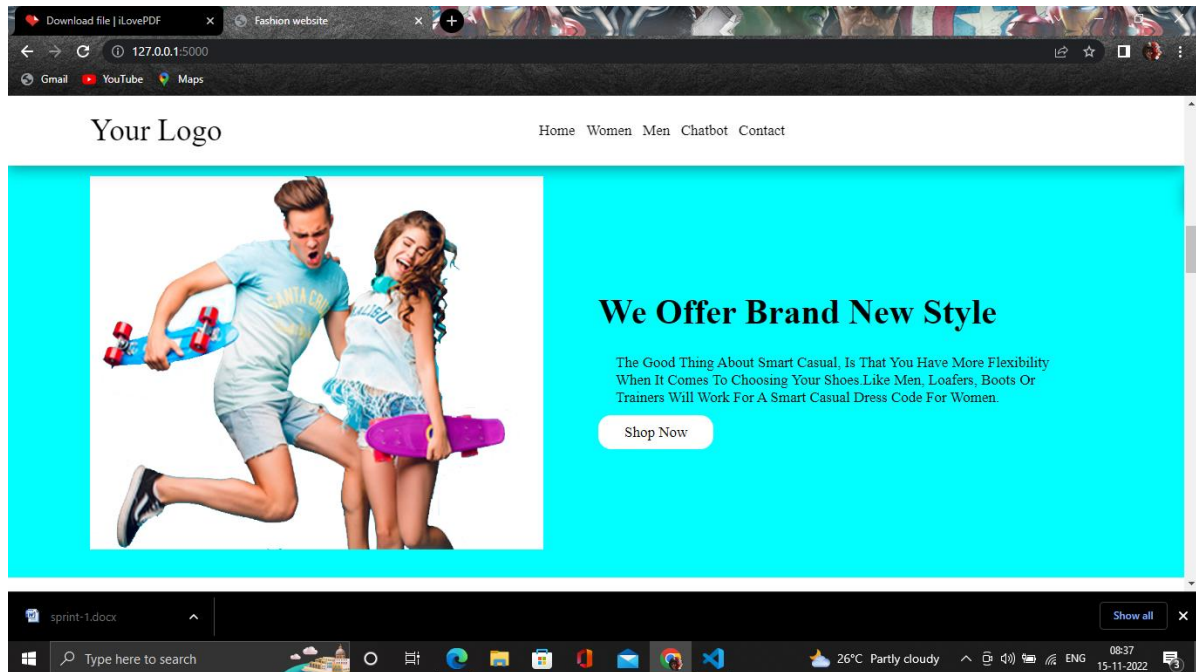 Download file | iLovePDF
Fashion website
127.0.0.1:5000
Gmail YouTube Maps
Your Logo
Home Women Men Chatbot Contact
SANTA CRUZ
MALIBU
We Offer Brand New Style
The Good Thing About Smart Casual, Is That You Have More Flexibility
When It Comes To Choosing Your Shoes.Like Men, Loafers, Boots Or
Trainers Will Work For A Smart Casual Dress Code For Women.
Shop Now
sprint-1.docx
Show all
Type here to search
26°C Partly cloudy
ENG
08:37
15-11-2022
3